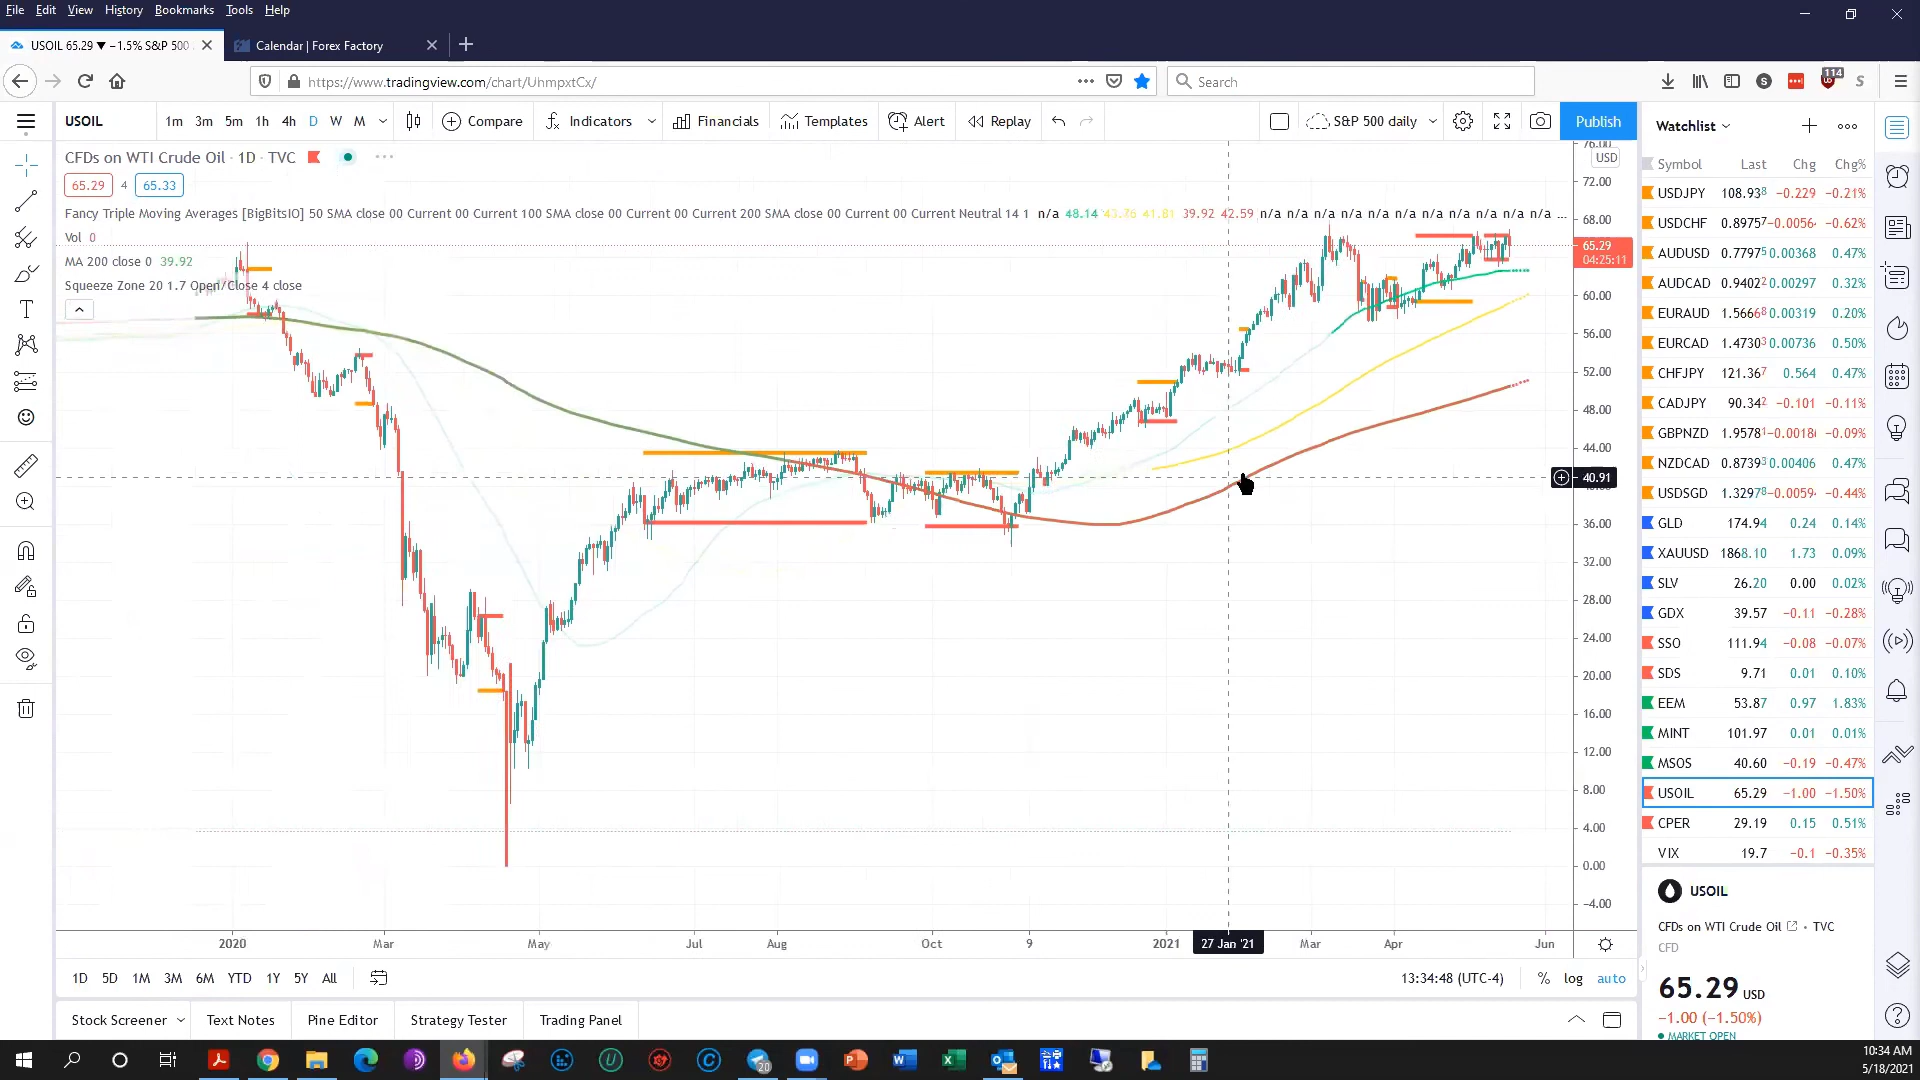 File Edit View History Bookmarks Tools Help
USOIL 65.29 ▼ −1.5% S&P 500
Calendar | Forex Factory
https://www.tradingview.com/chart/UhmpxtCx/
Search
114
USOIL 1m 3m 5m 1h 4h D W M Compare Indicators Financials Templates Alert Replay S&P 500 daily Publish
CFDs on WTI Crude Oil · 1D · TVC
65.29 4 65.33
Fancy Triple Moving Averages [BigBitsIO] 50 SMA close 00 Current 00 Current 100 SMA close 00 Current 00 Current 200 SMA close 00 Current 00 Current Neutral 14 1 n/a 48.14 43.76 41.81 39.92 42.59 n/a n/a n/a n/a n/a n/a n/a n/a n/a n/a n/a n/a n/a ...
Vol 0
MA 200 close 0 39.92
Squeeze Zone 20 1.7 Open/Close 4 close
76.00
USD
72.00
68.00
65.29
04:25:11
60.00
56.00
52.00
48.00
44.00
40.91
36.00
32.00
28.00
24.00
20.00
16.00
12.00
8.00
4.00
0.00
−4.00
2020 Mar May Jul Aug Oct 9 2021 27 Jan '21 Mar Apr Jun
1D 5D 1M 3M 6M YTD 1Y 5Y All
13:34:48 (UTC-4) % log auto
Stock Screener Text Notes Pine Editor Strategy Tester Trading Panel
Watchlist
Symbol Last Chg Chg%
USDJPY 108.938 −0.229 −0.21%
USDCHF 0.89757 −0.0056 −0.62%
AUDUSD 0.77975 0.00368 0.47%
AUDCAD 0.94022 0.00297 0.32%
EURAUD 1.56668 0.00319 0.20%
EURCAD 1.47303 0.00736 0.50%
CHFJPY 121.367 0.564 0.47%
CADJPY 90.342 −0.101 −0.11%
GBPNZD 1.95781 −0.0018 −0.09%
NZDCAD 0.87393 0.00406 0.47%
USDSGD 1.32978 −0.0059 −0.44%
GLD 174.94 0.24 0.14%
XAUUSD 1868.10 1.73 0.09%
SLV 26.20 0.00 0.02%
GDX 39.57 −0.11 −0.28%
SSO 111.94 −0.08 −0.07%
SDS 9.71 0.01 0.10%
EEM 53.87 0.97 1.83%
MINT 101.97 0.01 0.01%
MSOS 40.60 −0.19 −0.47%
USOIL 65.29 −1.00 −1.50%
CPER 29.19 0.15 0.51%
VIX 19.7 −0.1 −0.35%
USOIL
CFDs on WTI Crude Oil • TVC
CFD
65.29 USD
−1.00 (−1.50%)
MARKET OPEN
20
10:34 AM
5/18/2021